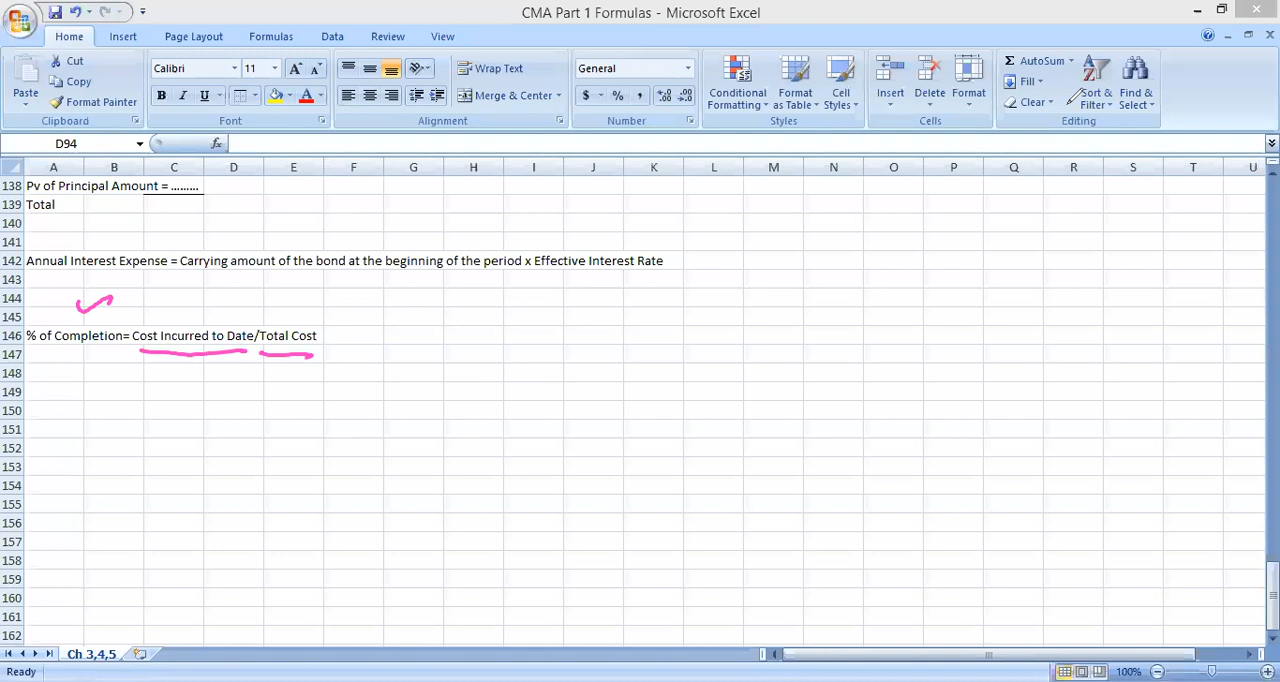 CMA Part 1 Formulas - Microsoft Excel
Home Insert Page Layout Formulas Data Review View
Paste Cut Copy Format Painter Clipboard
Calibri 11 A A B I U A Font
Wrap Text Merge & Center Alignment
General $ % , .0 .00 .00 .0 Number
Conditional Formatting Format as Table Cell Styles Styles
Insert Delete Format Cells
Σ AutoSum Fill Clear Sort & Filter Find & Select Editing
D94 fx
A B C D E F G H I J K L M N O P Q R S T U
138 Pv of Principal Amount = .........
139 Total
140
141
142 Annual Interest Expense = Carrying amount of the bond at the beginning of the period x Effective Interest Rate
143
144
145
146 % of Completion= Cost Incurred to Date/Total Cost
147
148
149
150
151
152
153
154
155
156
157
158
159
160
161
162
Ch 3,4,5
Ready 100%